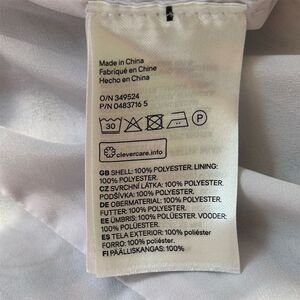 Made in China
Fabriqué en Chine
Hecho en China
O/N 349524
P/N 0483716 5
30
P
clevercare.info
GB SHELL: 100% POLYESTER. LINING:
100% POLYESTER.
CZ SVRCHNÍ LÁTKA: 100% POLYESTER.
PODŠÍVKA: 100% POLYESTER.
DE OBERMATERIAL: 100% POLYESTER.
FUTTER: 100% POLYESTER.
EE ÜMBRIS: 100% POLÜESTER. VOODER:
100% POLÜESTER.
ES TELA EXTERIOR: 100% poliéster
FORRO: 100% poliéster
FI PÄÄLLISKANGAS: 100%